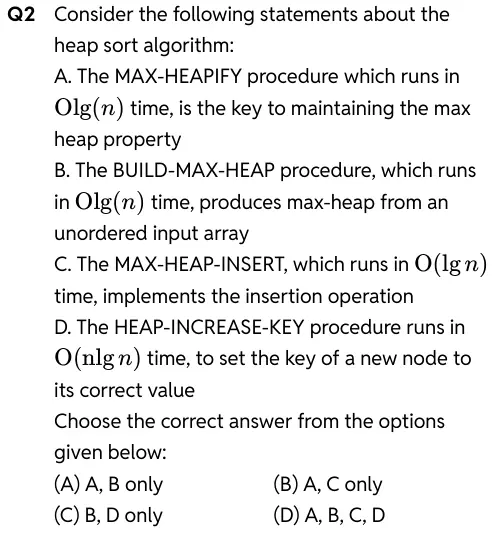 Q2 Consider the following statements about the
heap sort algorithm:
A. The MAX-HEAPIFY procedure which runs in
Olg(n) time, is the key to maintaining the max
heap property
B. The BUILD-MAX-HEAP procedure, which runs
in Olg(n) time, produces max-heap from an
unordered input array
C. The MAX-HEAP-INSERT, which runs in O(lg n)
time, implements the insertion operation
D. The HEAP-INCREASE-KEY procedure runs in
O(nlg n) time, to set the key of a new node to
its correct value
Choose the correct answer from the options
given below:
(A) A, B only (B) A, C only
(C) B, D only (D) A, B, C, D